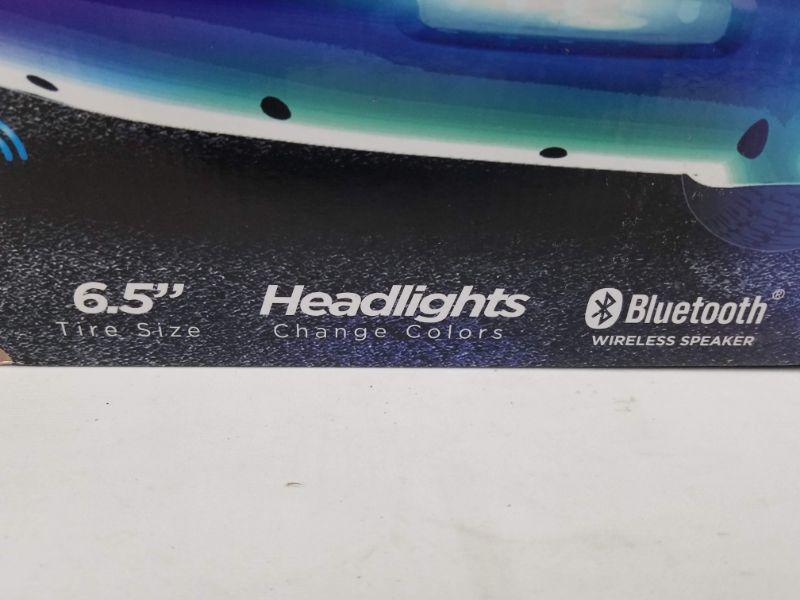 6.5”
Tire Size
Headlights
Change Colors
Bluetooth®
WIRELESS SPEAKER